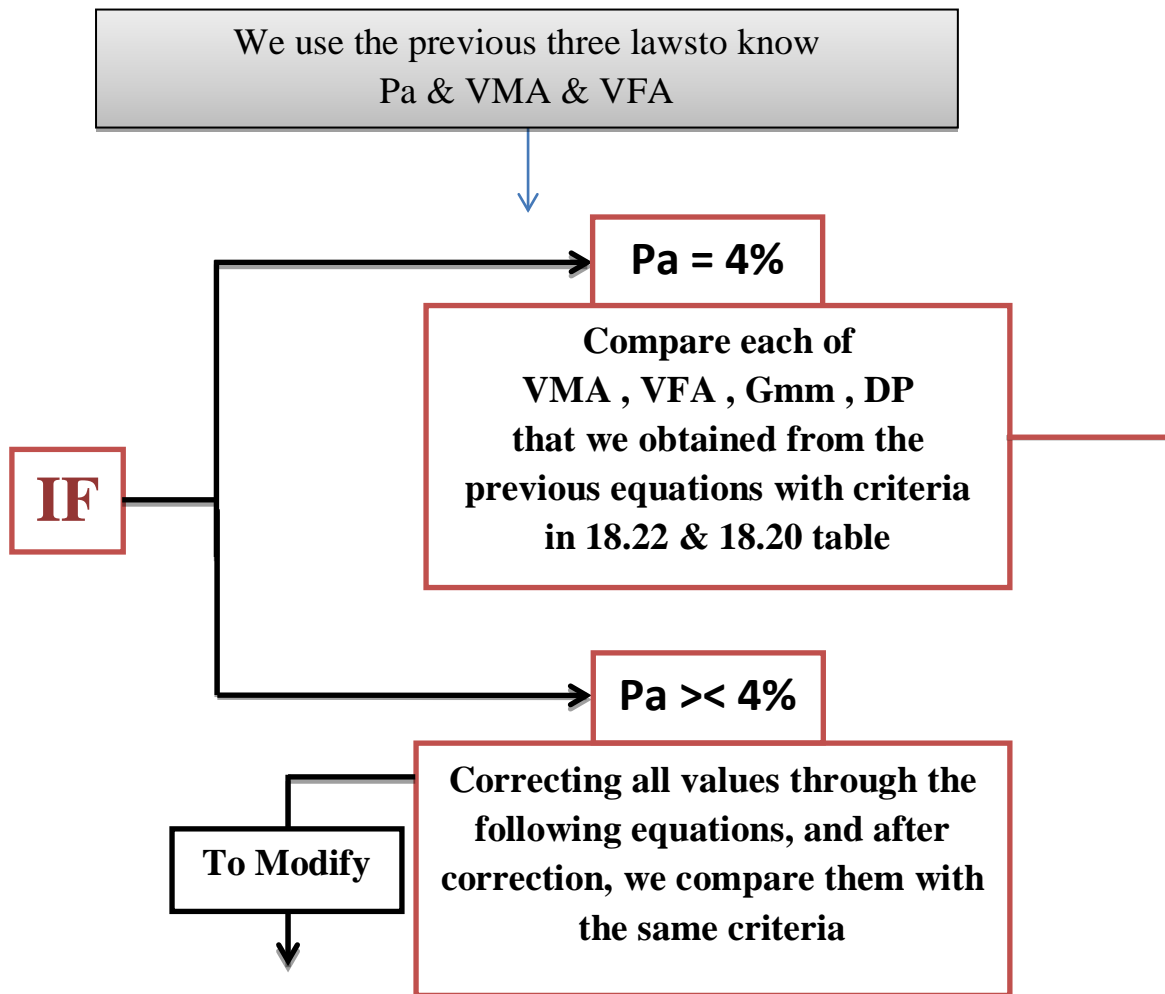 We use the previous three lawsto know
Pa & VMA & VFA
Pa = 4%
Compare each of
VMA , VFA , Gmm , DP
that we obtained from the
previous equations with criteria
in 18.22 & 18.20 table
IF
Pa >< 4%
Correcting all values through the
following equations, and after
correction, we compare them with
the same criteria
To Modify